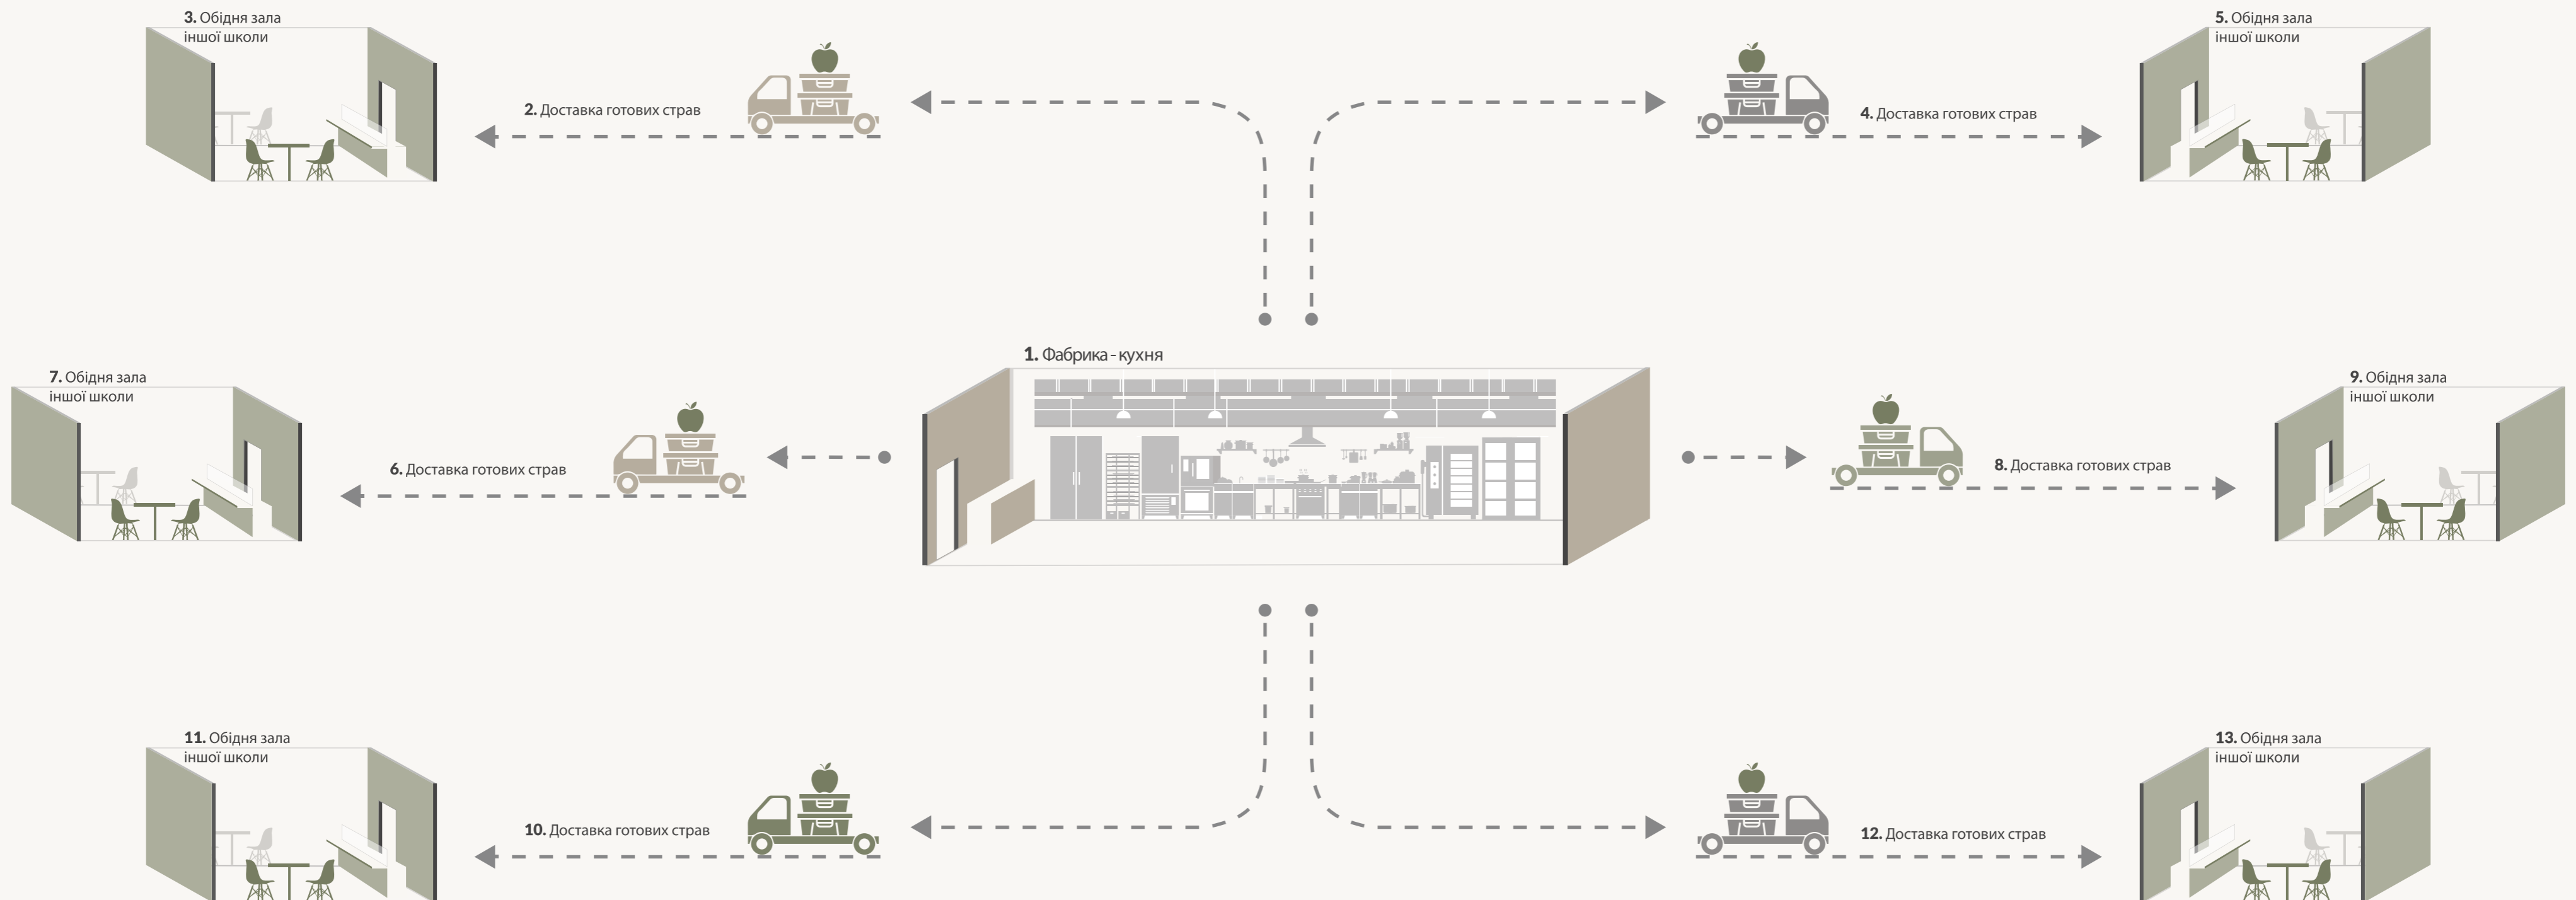 3. Обідня зала
іншої школи
2. Доставка готових страв
4. Доставка готових страв
5. Обідня зала
іншої школи
1. Фабрика-кухня
7. Обідня зала
іншої школи
6. Доставка готових страв
8. Доставка готових страв
9. Обідня зала
іншої школи
11. Обідня зала
іншої школи
10. Доставка готових страв
12. Доставка готових страв
13. Обідня зала
іншої школи